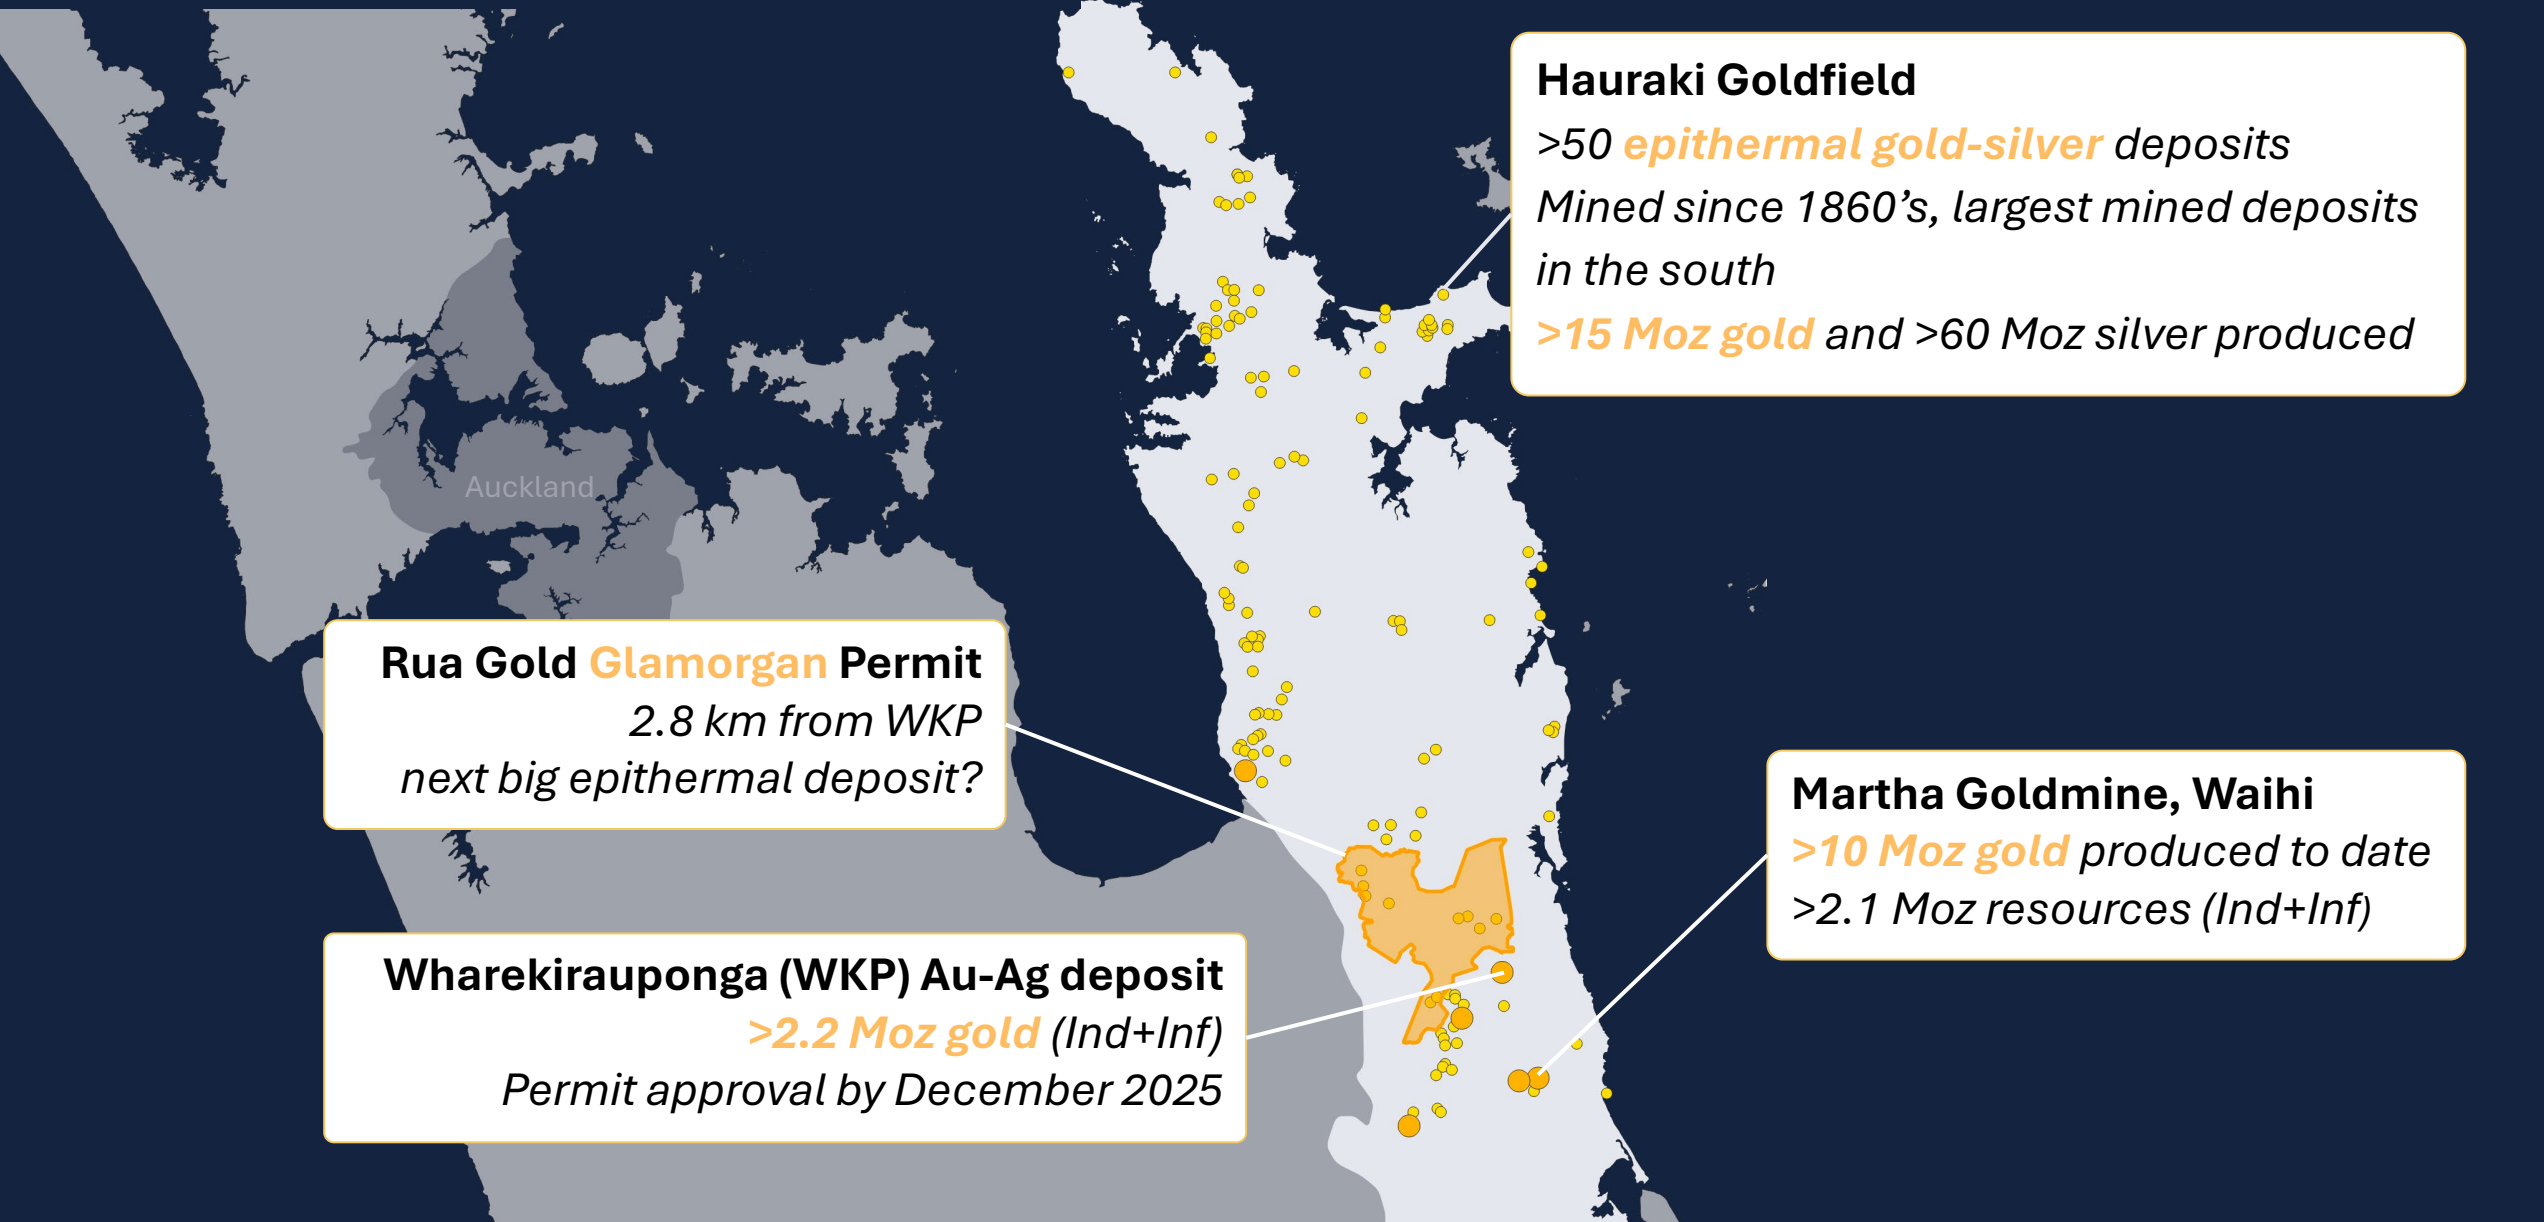 Hauraki Goldfield
>50 epithermal gold-silver deposits
Mined since 1860’s, largest mined deposits
in the south
>15 Moz gold and >60 Moz silver produced
Auckland
Rua Gold Glamorgan Permit
2.8 km from WKP
next big epithermal deposit?
Martha Goldmine, Waihi
>10 Moz gold produced to date
>2.1 Moz resources (Ind+Inf)
Wharekirauponga (WKP) Au-Ag deposit
>2.2 Moz gold (Ind+Inf)
Permit approval by December 2025